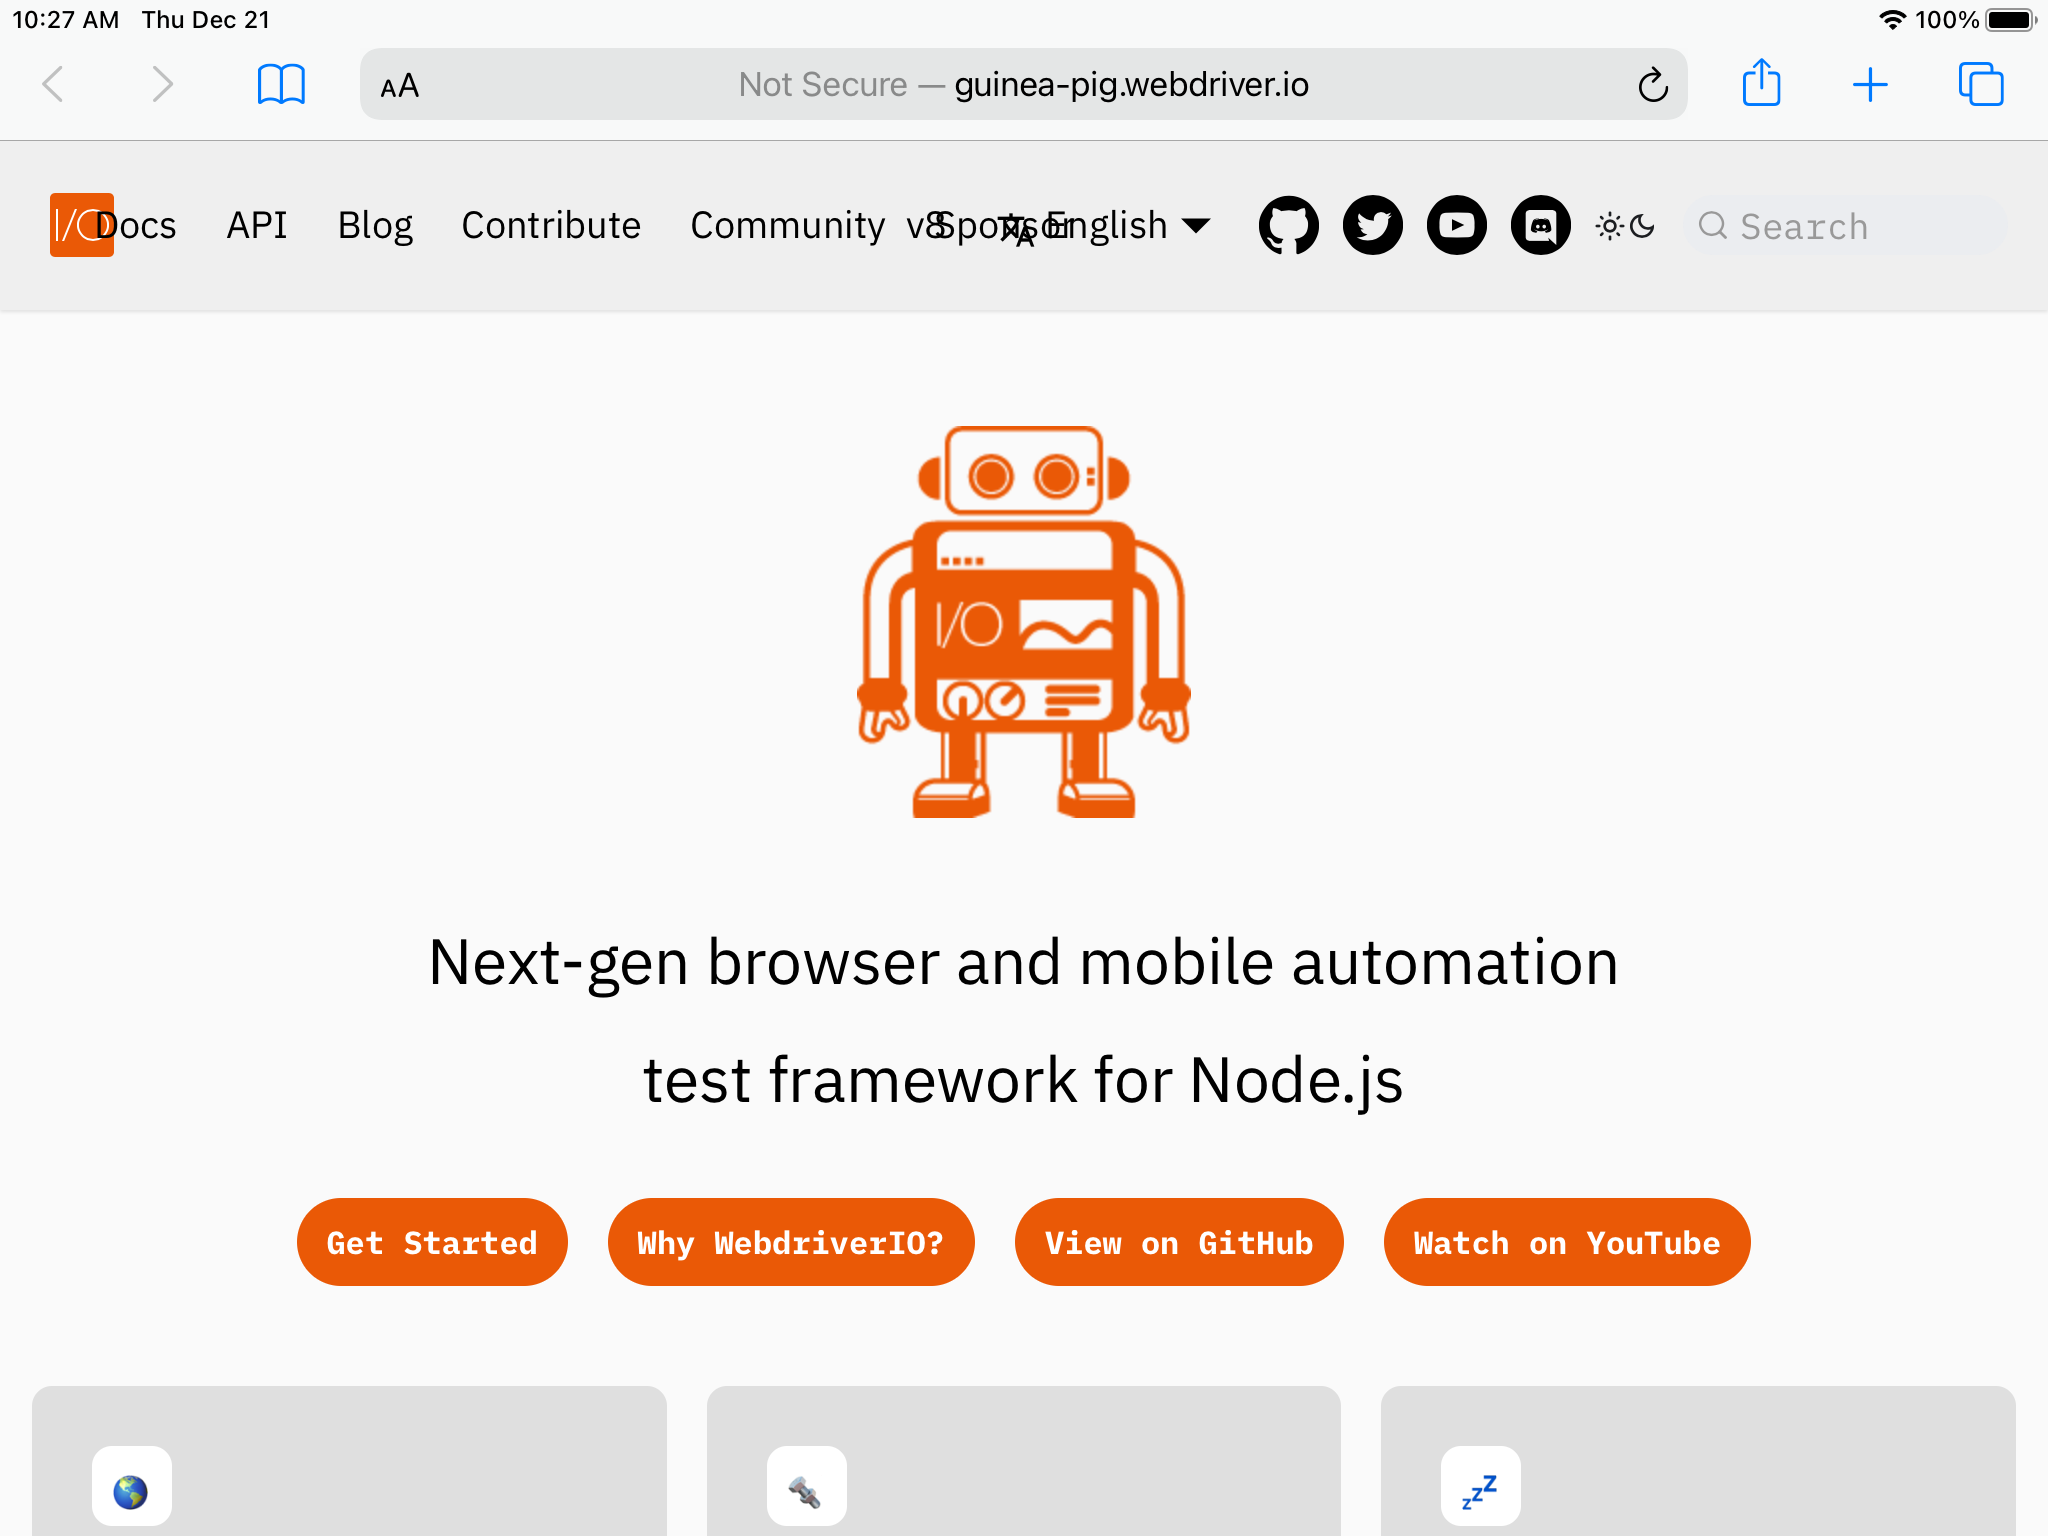 10:27 AM Thu Dec 21 100%
AA Not Secure — guinea-pig.webdriver.io
I/O Docs API Blog Contribute Community v8 Sponsor English Search
I/O
Next-gen browser and mobile automation
test framework for Node.js
Get Started Why WebdriverIO? View on GitHub Watch on YouTube
zzZ